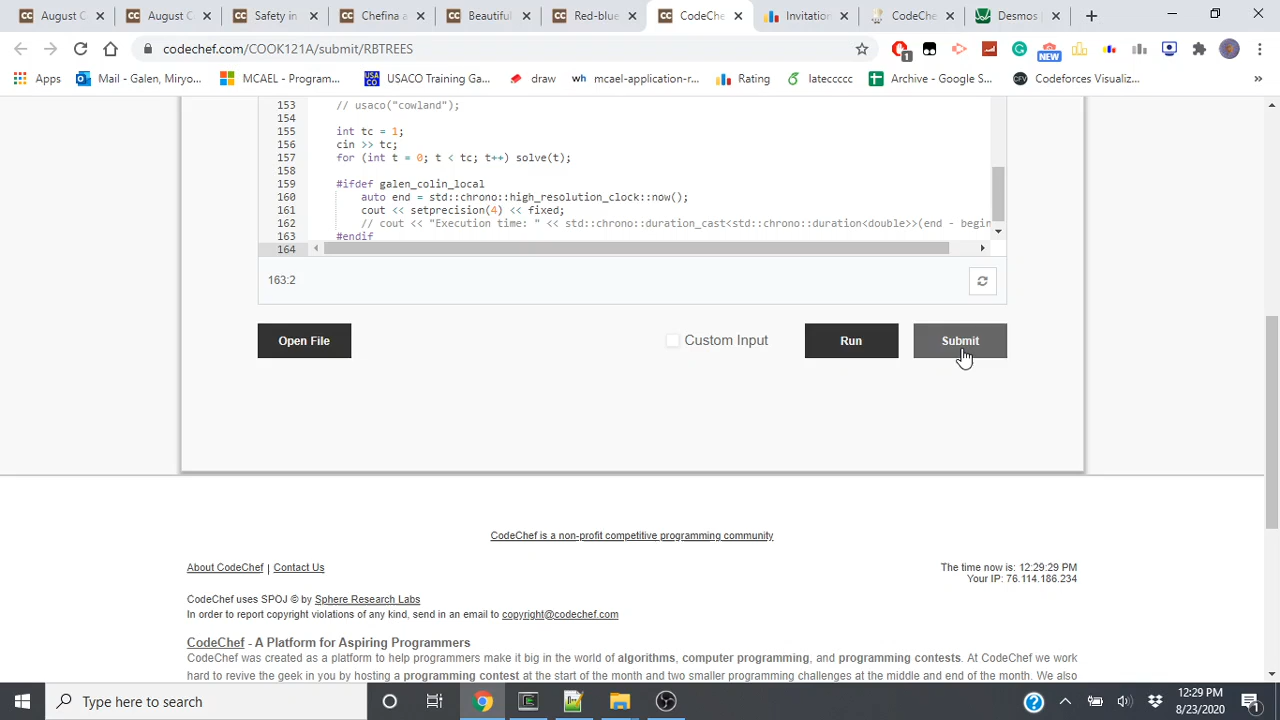 August C
August C
Safety in
Chefina a
Beautiful
Red-blue
CodeChe
Invitation
CodeChe
Desmos
codechef.com/COOK121A/submit/RBTREES
1
NEW
Apps
Mail - Galen, Miryo...
MCAEL - Program...
USACO Training Ga...
draw
wh mcael-application-r...
Rating
lateccccc
Archive - Google S...
Codeforces Visualiz...
»
153 // usaco("cowland");
154
155 int tc = 1;
156 cin >> tc;
157 for (int t = 0; t < tc; t++) solve(t);
158
159 #ifdef galen_colin_local
160 auto end = std::chrono::high_resolution_clock::now();
161 cout << setprecision(4) << fixed;
162 // cout << "Execution time: " << std::chrono::duration_cast<std::chrono::duration<double>>(end - begin
163 #endif
164
163:2
Open File
Custom Input
Run
Submit
CodeChef is a non-profit competitive programming community
About CodeChef | Contact Us
The time now is: 12:29:29 PM
Your IP: 76.114.186.234
CodeChef uses SPOJ © by Sphere Research Labs
In order to report copyright violations of any kind, send in an email to copyright@codechef.com
CodeChef - A Platform for Aspiring Programmers
CodeChef was created as a platform to help programmers make it big in the world of algorithms, computer programming, and programming contests. At CodeChef we work
hard to revive the geek in you by hosting a programming contest at the start of the month and two smaller programming challenges at the middle and end of the month. We also
Type here to search
12:29 PM
8/23/2020
1